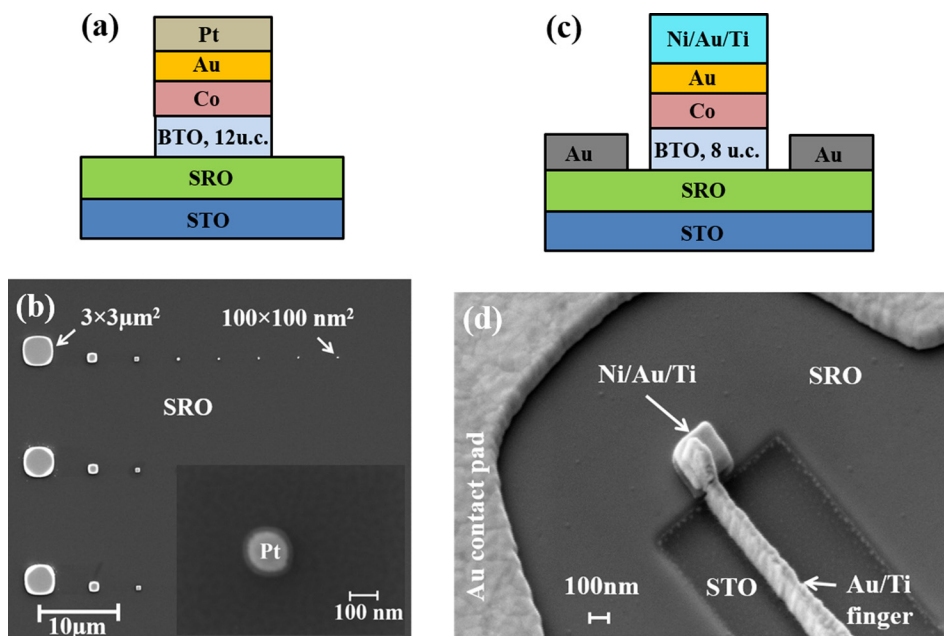 (a)
Pt
Au
Co
BTO, 12u.c.
SRO
STO
(c)
Ni/Au/Ti
Au
Co
BTO, 8 u.c.
Au
Au
SRO
STO
(b)
3×3μm²
100×100 nm²
SRO
Pt
100 nm
10μm
(d)
Ni/Au/Ti
SRO
Au contact pad
100nm
STO
Au/Ti
finger